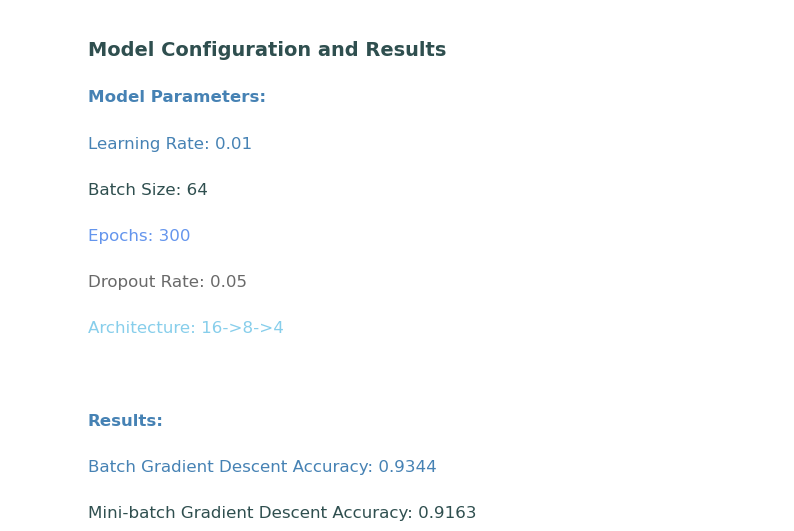 Model Configuration and Results
Model Parameters:
Learning Rate: 0.01
Batch Size: 64
Epochs: 300
Dropout Rate: 0.05
Architecture: 16->8->4
Results:
Batch Gradient Descent Accuracy: 0.9344
Mini-batch Gradient Descent Accuracy: 0.9163